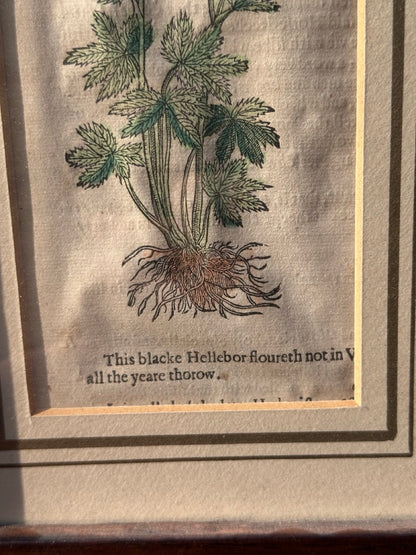 This blacke Hellebor floureth not in
all the yeare thorow.